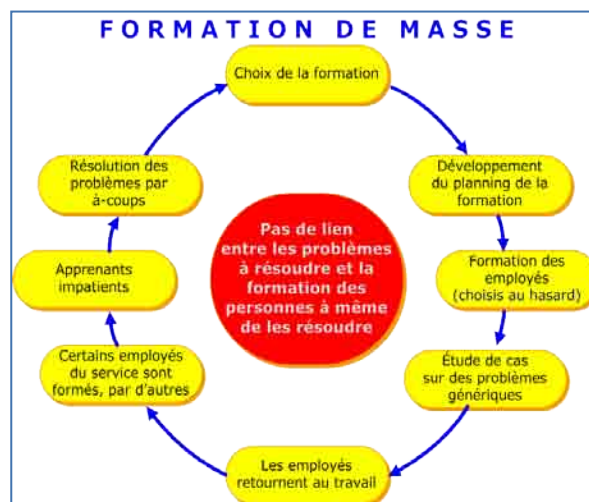 FORMATION DE MASSE
Choix de la formation
Développement
du planning de la
formation
Formation des
employés
(choisis au hasard)
Étude de cas
sur des problèmes
génériques
Les employés
retournent au travail
Certains employés
du service sont
formés, par d'autres
Apprenants
impatients
Résolution des
problèmes par
à-coups
Pas de lien
entre les problèmes
à résoudre et la
formation des
personnes à même
de les résoudre